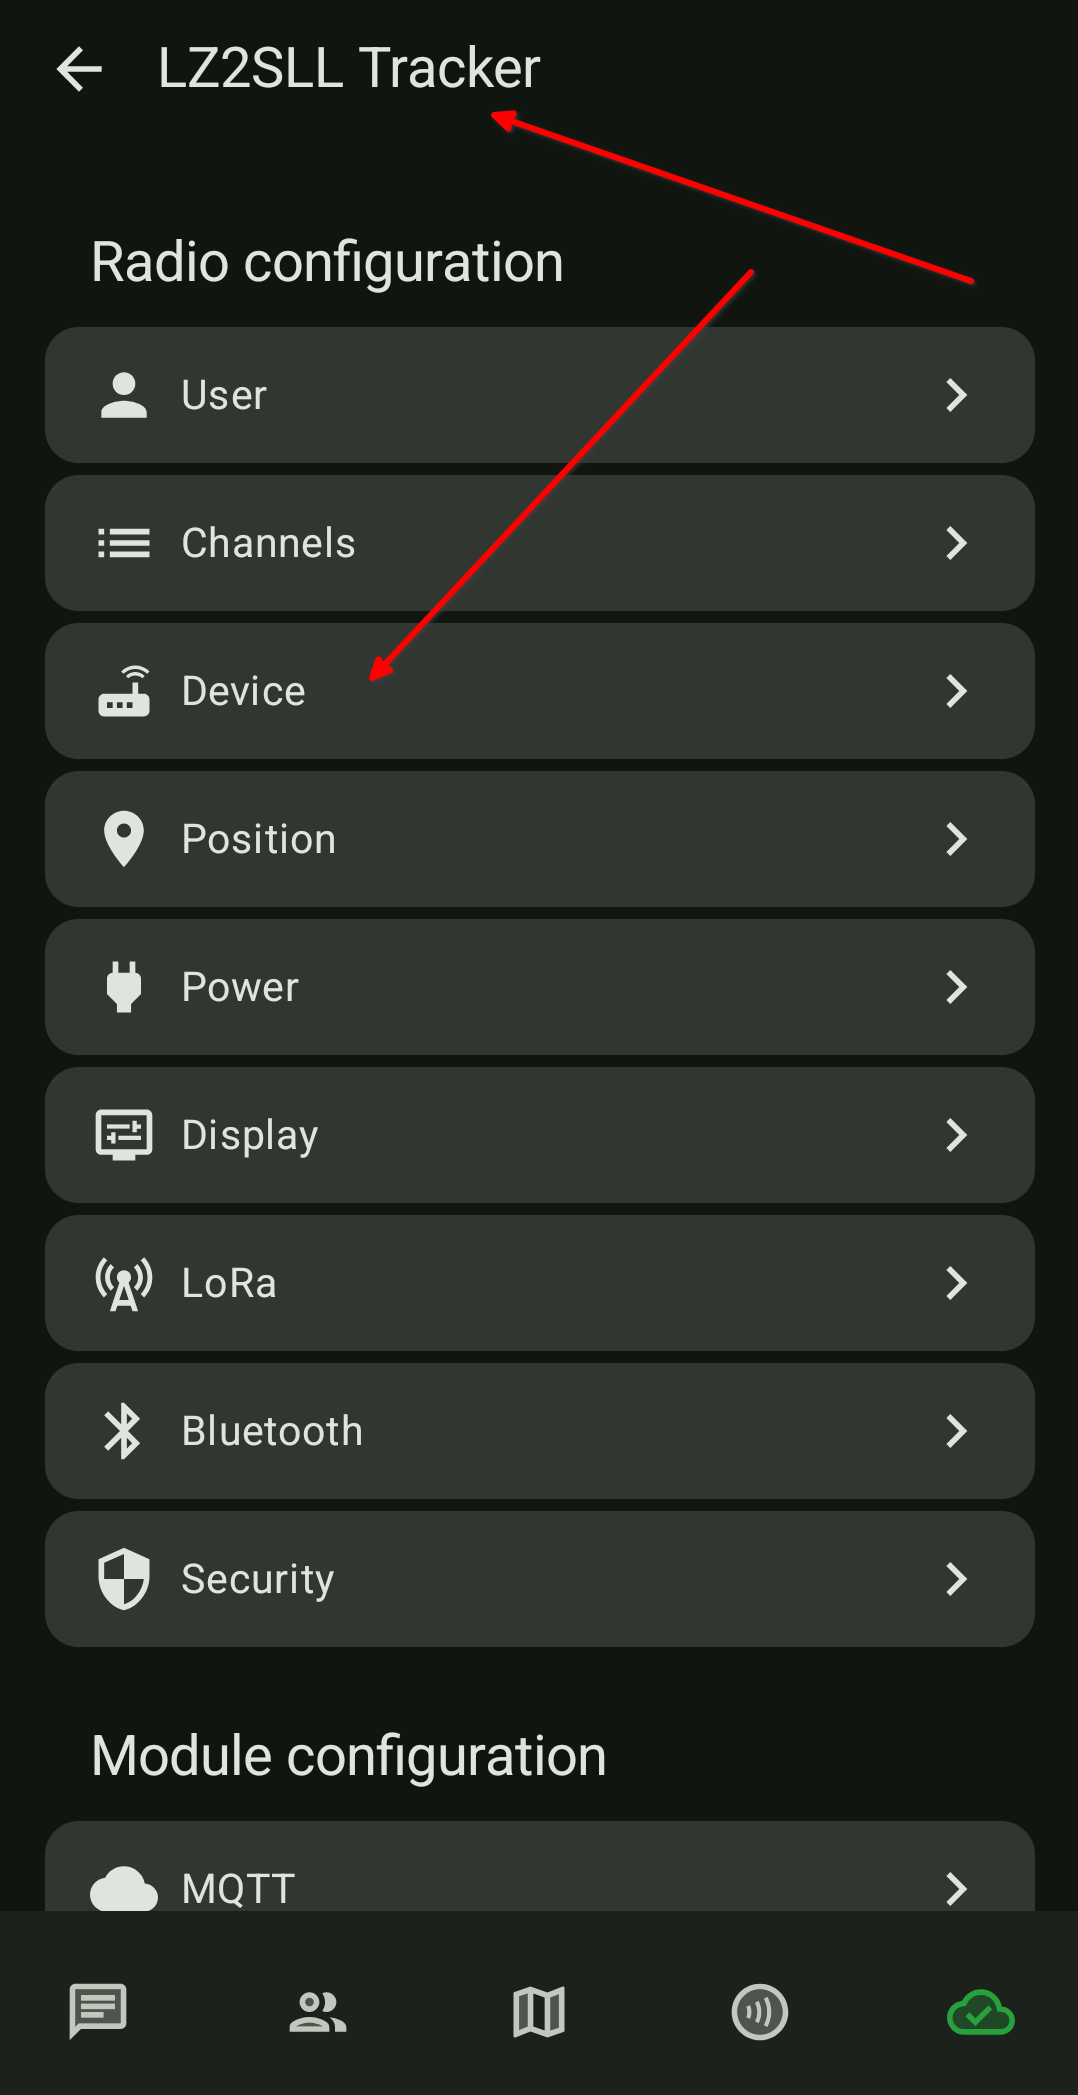 LZ2SLL Tracker
Radio configuration
User
Channels
Device
Position
Power
Display
LoRa
Bluetooth
Security
Module configuration
MQTT